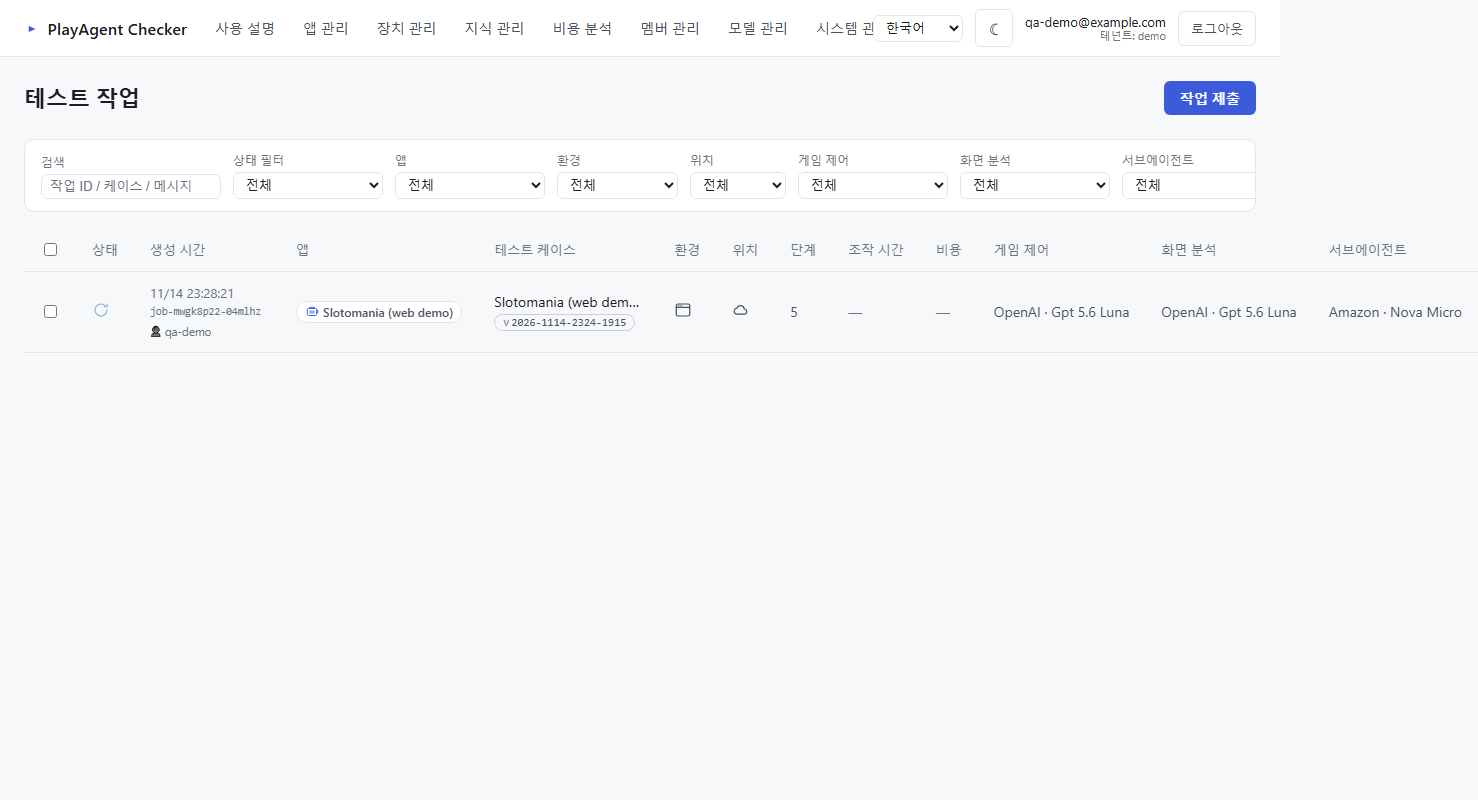 PlayAgent Checker
사용 설명
앱 관리
장치 관리
지식 관리
비용 분석
멤버 관리
모델 관리
시스템 관
한국어
qa-demo@example.com
테넌트: demo
로그아웃
테스트 작업
작업 제출
검색
상태 필터
앱
환경
위치
게임 제어
화면 분석
서브에이전트
작업 ID / 케이스 / 메시지
전체
전체
전체
전체
전체
전체
전체
상태
생성 시간
앱
테스트 케이스
환경
위치
단계
조작 시간
비용
게임 제어
화면 분석
서브에이전트
11/14 23:28:21
job-mwgk8p22-04mlhz
qa-demo
Slotomania (web demo)
Slotomania (web dem...
v 2026-1114-2324-1915
5
—
—
OpenAI · Gpt 5.6 Luna
OpenAI · Gpt 5.6 Luna
Amazon · Nova Micro